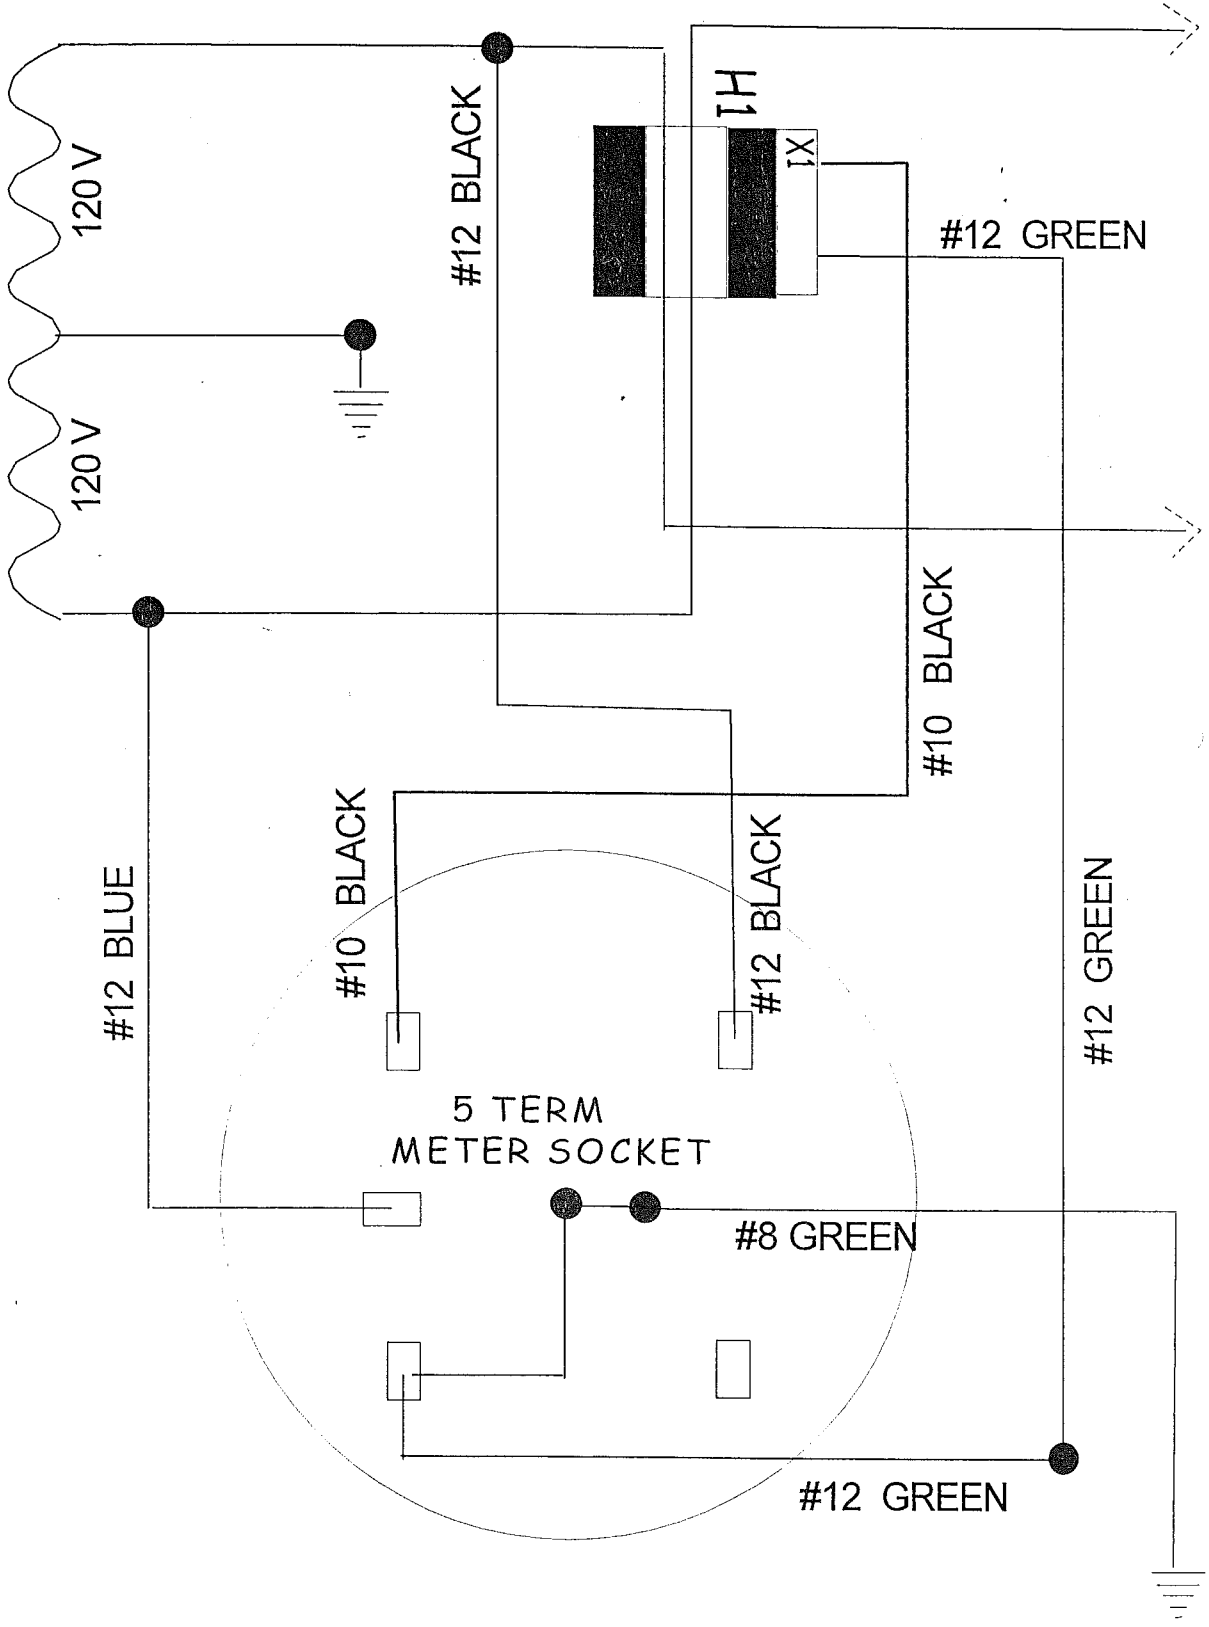 H1
X1
#12 BLACK
120 V
#12 GREEN
120 V
#10 BLACK
#10 BLACK
#12 BLACK
#12 BLUE
#12 GREEN
5 TERM
METER SOCKET
#8 GREEN
#12 GREEN